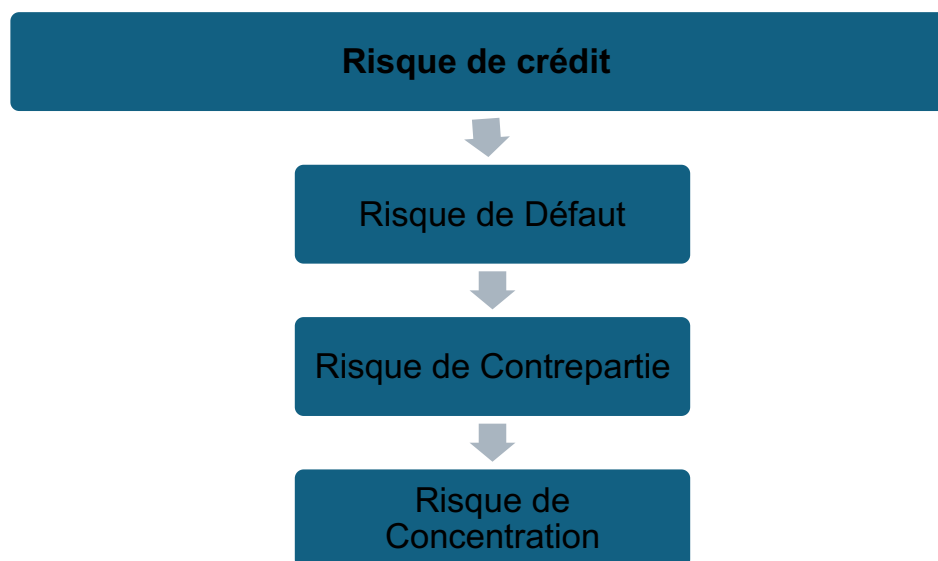 Risque de crédit
Risque de Défaut
Risque de Contrepartie
Risque de
Concentration